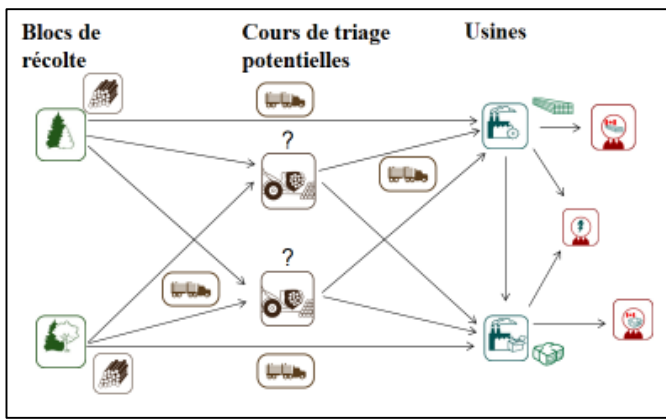 Blocs de
récolte
Cours de triage
potentielles
Usines
?
?